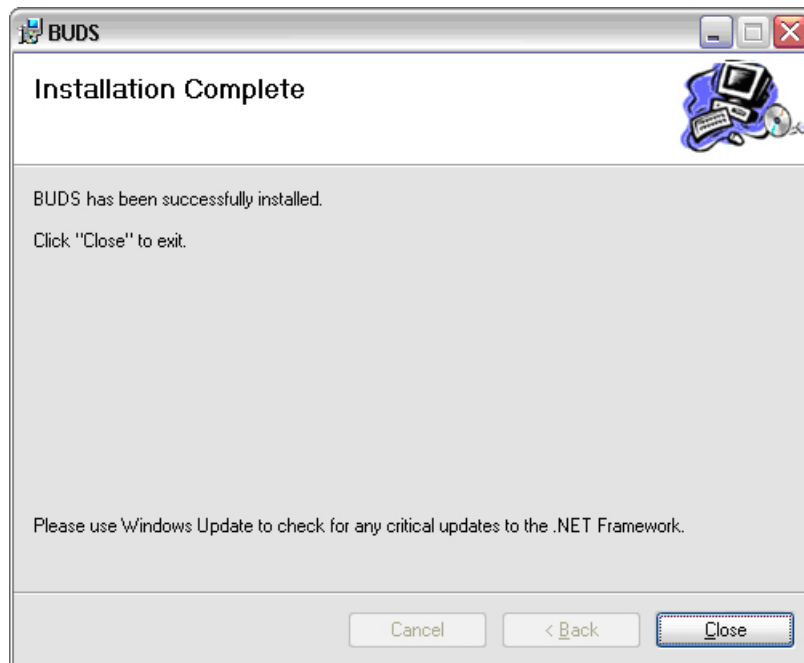 BUDS
Installation Complete
BUDS has been successfully installed.
Click "Close" to exit.
Please use Windows Update to check for any critical updates to the .NET Framework.
Cancel
< Back
Close